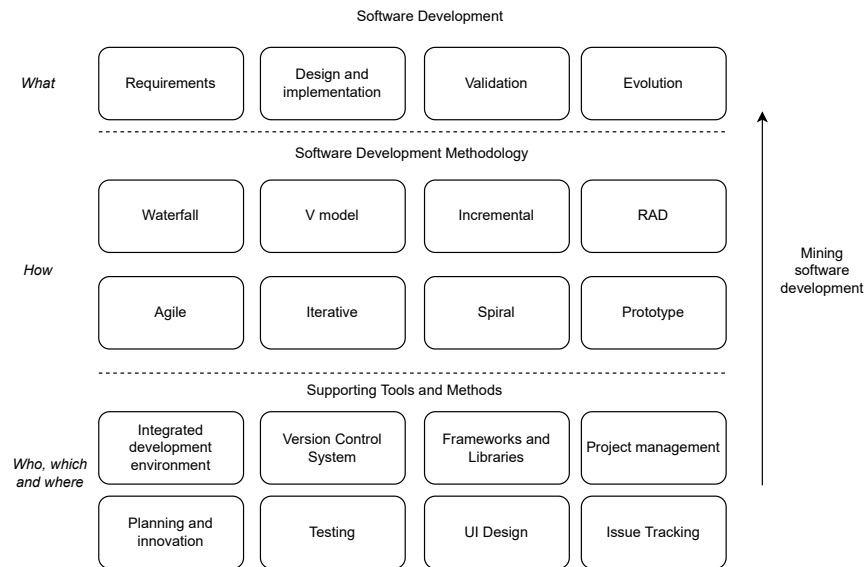 Software Development
What
Requirements
Design and
implementation
Validation
Evolution
Software Development Methodology
How
Waterfall
V model
Incremental
RAD
Agile
Iterative
Spiral
Prototype
Mining
software
development
Supporting Tools and Methods
Who, which
and where
Integrated
development
environment
Version Control
System
Frameworks and
Libraries
Project management
Planning and
innovation
Testing
UI Design
Issue Tracking